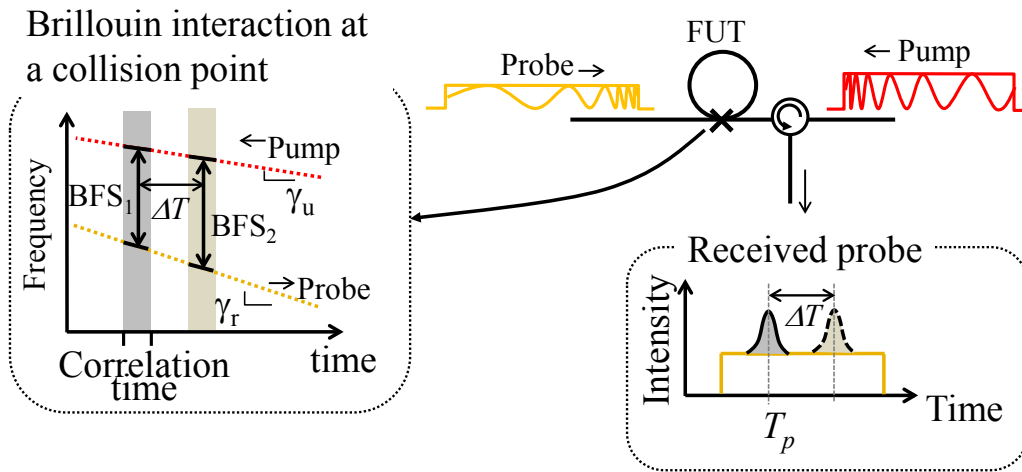 Brillouin interaction at
a collision point
Frequency
Pump
γu
BFS1
ΔT
BFS2
Probe
γr
Correlation
time
time
FUT
Probe
Pump
Received probe
Intensity
ΔT
Tp
Time